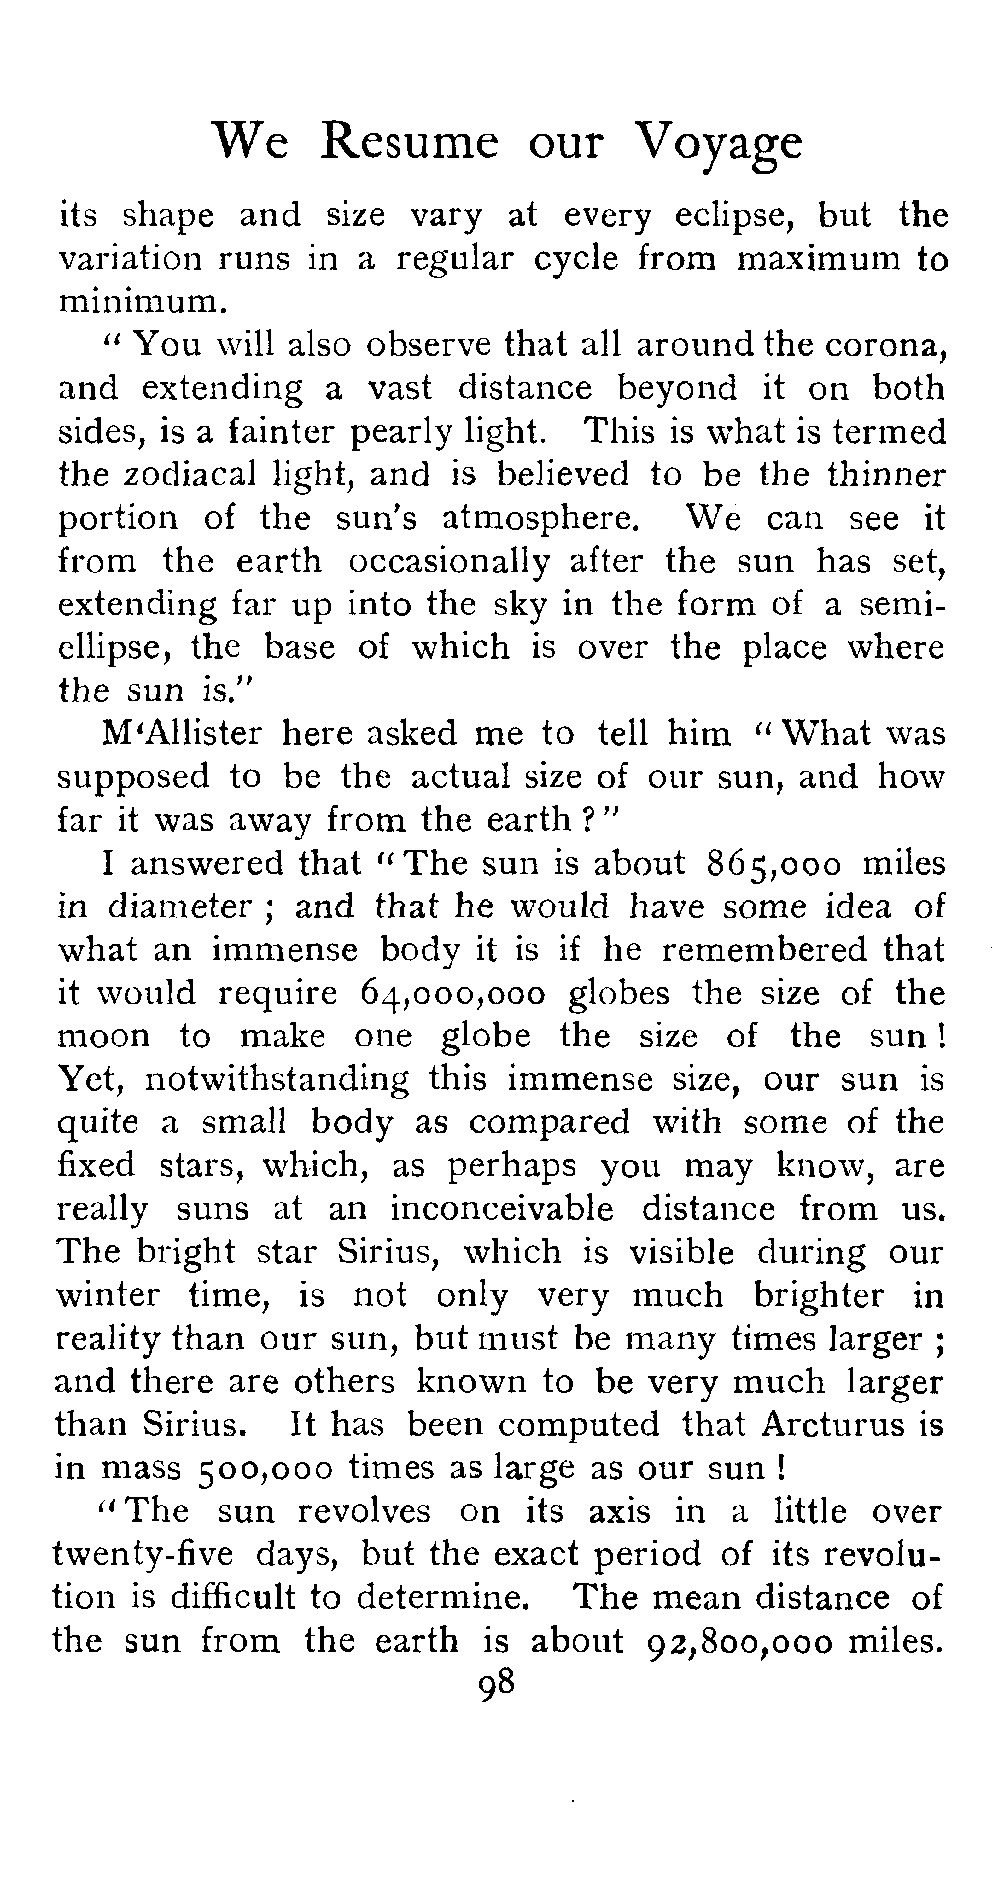 We Resume our Voyage
its shape and size vary at every eclipse, but the
variation runs in a regular cycle from maximum to
minimum.
“ You will also observe that all around the corona,
and extending a vast distance beyond it on both
sides, is a fainter pearly light. This is what is termed
the zodiacal light, and is believed to be the thinner
portion of the sun's atmosphere. We can see it
from the earth occasionally after the sun has set,
extending far up into the sky in the form of a semi-
ellipse, the base of which is over the place where
the sun is.”
M‘Allister here asked me to tell him “ What was
supposed to be the actual size of our sun, and how
far it was away from the earth ? ”
I answered that “ The sun is about 865,000 miles
in diameter ; and that he would have some idea of
what an immense body it is if he remembered that
it would require 64,000,000 globes the size of the
moon to make one globe the size of the sun !
Yet, notwithstanding this immense size, our sun is
quite a small body as compared with some of the
fixed stars, which, as perhaps you may know, are
really suns at an inconceivable distance from us.
The bright star Sirius, which is visible during our
winter time, is not only very much brighter in
reality than our sun, but must be many times larger ;
and there are others known to be very much larger
than Sirius. It has been computed that Arcturus is
in mass 500,000 times as large as our sun !
“ The sun revolves on its axis in a little over
twenty-five days, but the exact period of its revolu-
tion is difficult to determine. The mean distance of
the sun from the earth is about 92,800,000 miles.
98